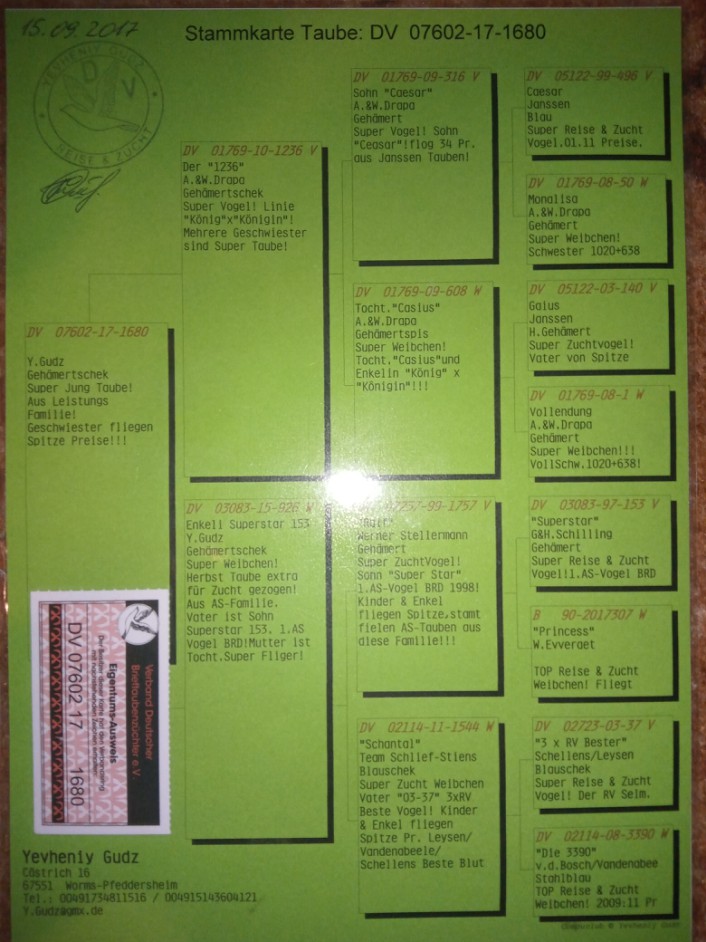 15.09.2017
Stammkarte Taube: DV 07602-17-1680
YEVHENIY GUDZ
DV
REISE & ZUCHT
DV 07602-17-1680
Y.Gudz
Gehämertschek
Super Jung Taube!
Aus Leistungs
Familie!
Geschwiester fliegen
Spitze Preise!!!
DV 01769-10-1236 V
Der "1236"
A.&W.Drapa
Gehämertschek
Super Vogel! Linie
"König"x"Königin"!
Mehrere Geschwiester
sind Super Taube!
DV 03083-15-926 W
Enkell Superstar 153
Y.Gudz
Gehämertschek
Super Weibchen!
Herbst Taube extra
für Zucht gezogen!
Aus AS-Familie.
Vater ist Sohn
Superstar 153. 1.AS
Vogel BRD!Mutter ist
Tocht.Super Fliger!
DV 01769-09-316 V
Sohn "Caesar"
A.&W.Drapa
Gehämert
Super Vogel! Sohn
"Ceasar"!flog 34 Pr.
aus Janssen Tauben!
DV 01769-09-608 W
Tocht."Casius"
A.&W.Drapa
Gehämertspis
Super Weibchen!
Tocht."Casius"und
Enkelin "König" x
"Königin"!!!
07257-99-1757 V
Werner Stellermann
Gehämert
Super ZuchtVogel!
Sonn "Super Star"
1.AS-Vogel BRD 1998!
Kinder & Enkel
fliegen Spitze,stamt
fielen AS-Tauben aus
diese Familie!!!
DV 02114-11-1544 W
"Schantal"
Team Schlief-Stiens
Blauschek
Super Zucht Weibchen
Vater "03-37" 3xRV
Beste Vogel! Kinder
& Enkel fliegen
Spitze Pr. Leysen/
Vandenabeele/
Schellens Beste Blut
DV 05122-99-496 V
Caesar
Janssen
Blau
Super Reise & Zucht
Vogel.01.11 Preise.
DV 01769-08-50 W
Monalisa
A.&W.Drapa
Gehämert
Super Weibchen!
Schwester 1020+638
DV 05122-03-140 V
Gaius
Janssen
H.Gehämert
Super Zuchtvogel!
Vater von Spitze
DV 01769-08-1 W
Vollendung
A.&W.Drapa
Gehämert
Super Weibchen!!!
VollSchw.1020+638!
DV 03083-97-153 V
"Superstar"
G&H.Schilling
Gehämert
Super Reise & Zucht
Vogel!1.AS-Vogel BRD
B 90-2017307 W
"Princess"
W.Evveraet
TOP Reise & Zucht
Weibchen! Fliegt
DV 02723-03-37 V
"3 x RV Bester"
Schellens/Leysen
Blauschek
Super Reise & Zucht
Vogel! Der RV Selm.
DV 02114-08-3390 W
"Die 3390"
v.d.Bosch/Vandenabee
Stahlblau
TOP Reise & Zucht
Weibchen! 2009:11 Pr
Verband Deutscher
Brieftaubenzüchter e.V.
Eigentums-Ausweis
DV 07602 17 1680
Yevheniy Gudz
Cästrich 16
67551 Worms-Pfeddersheim
Tel.: 00491734811516 / 004915143604121
Y.Gudz@gmx.de